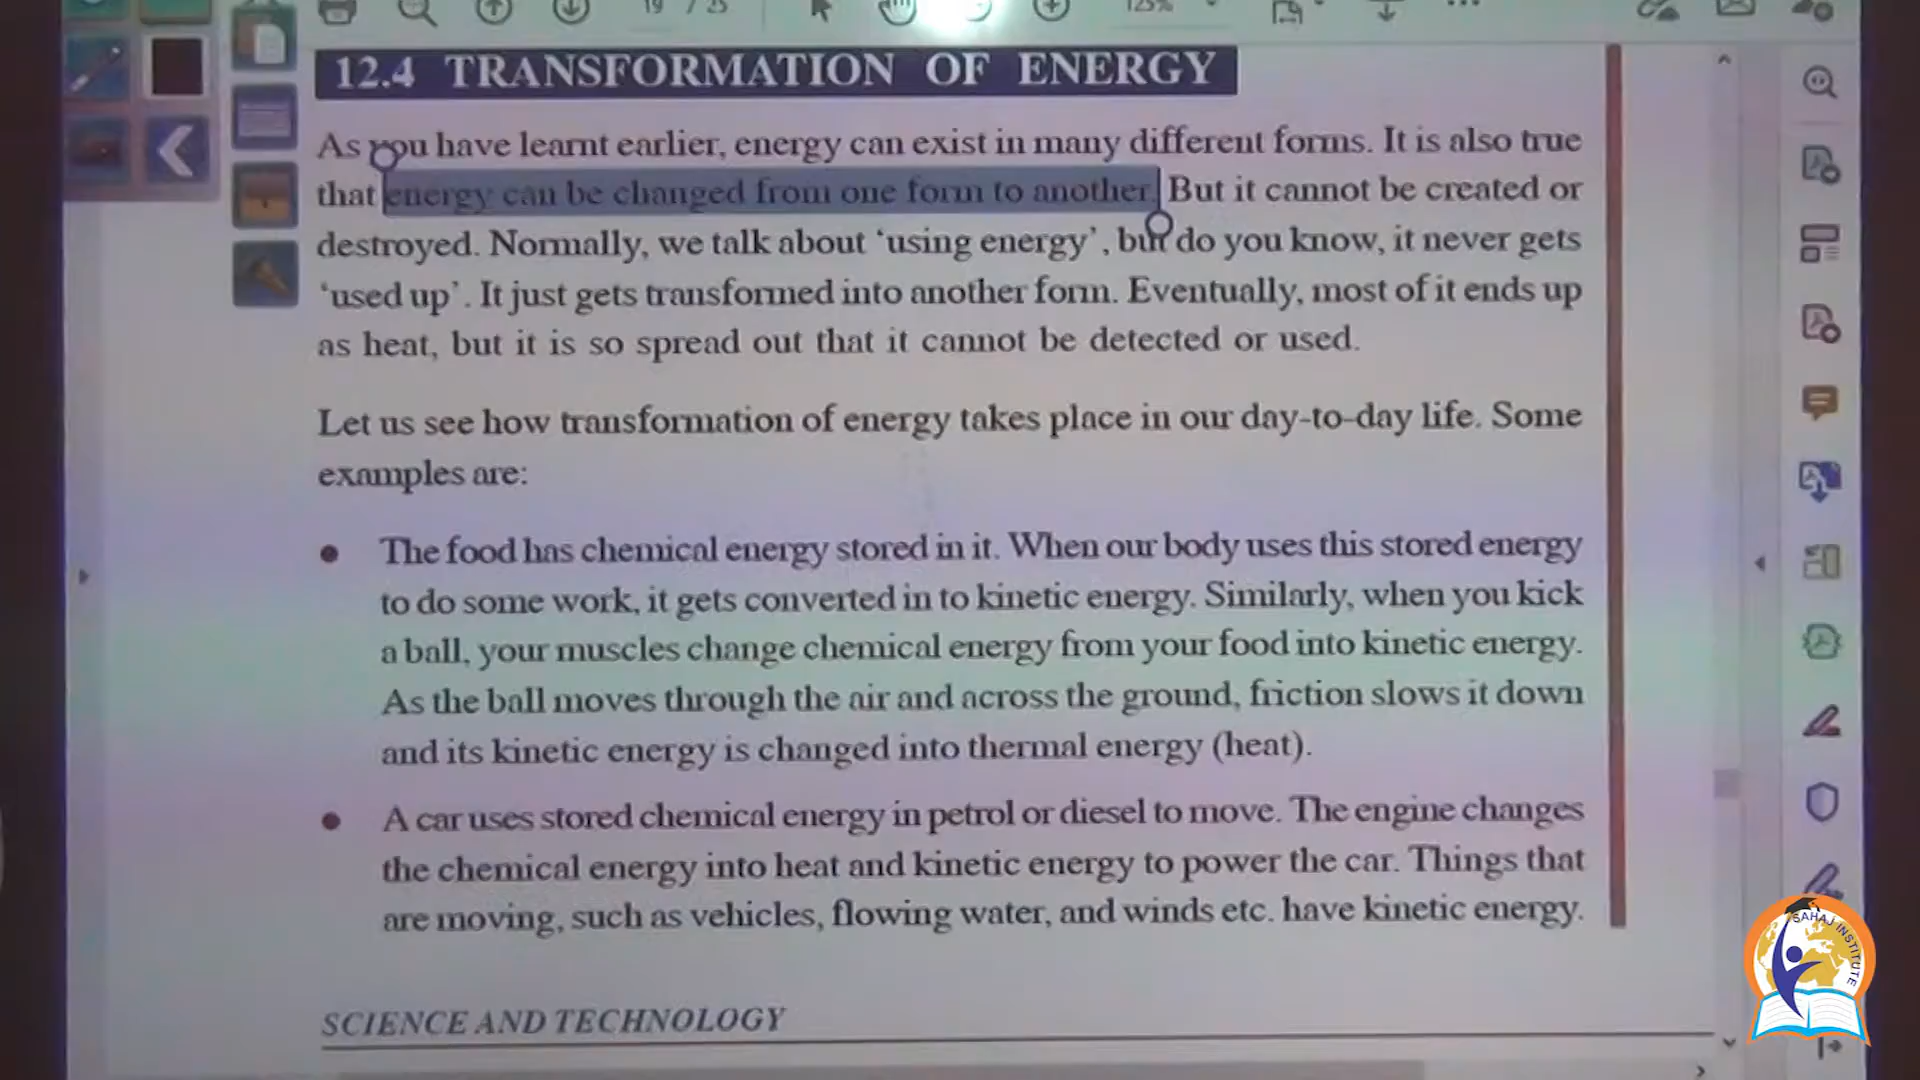 19 / 25
125%
12.4 TRANSFORMATION OF ENERGY
As you have learnt earlier, energy can exist in many different forms. It is also true
that energy can be changed from one form to another. But it cannot be created or
destroyed. Normally, we talk about ‘using energy’, but do you know, it never gets
‘used up’. It just gets transformed into another form. Eventually, most of it ends up
as heat, but it is so spread out that it cannot be detected or used.
Let us see how transformation of energy takes place in our day-to-day life. Some
examples are:
● The food has chemical energy stored in it. When our body uses this stored energy
to do some work, it gets converted in to kinetic energy. Similarly, when you kick
a ball, your muscles change chemical energy from your food into kinetic energy.
As the ball moves through the air and across the ground, friction slows it down
and its kinetic energy is changed into thermal energy (heat).
● A car uses stored chemical energy in petrol or diesel to move. The engine changes
the chemical energy into heat and kinetic energy to power the car. Things that
are moving, such as vehicles, flowing water, and winds etc. have kinetic energy.
SAHAJ INSTITUTE
SCIENCE AND TECHNOLOGY